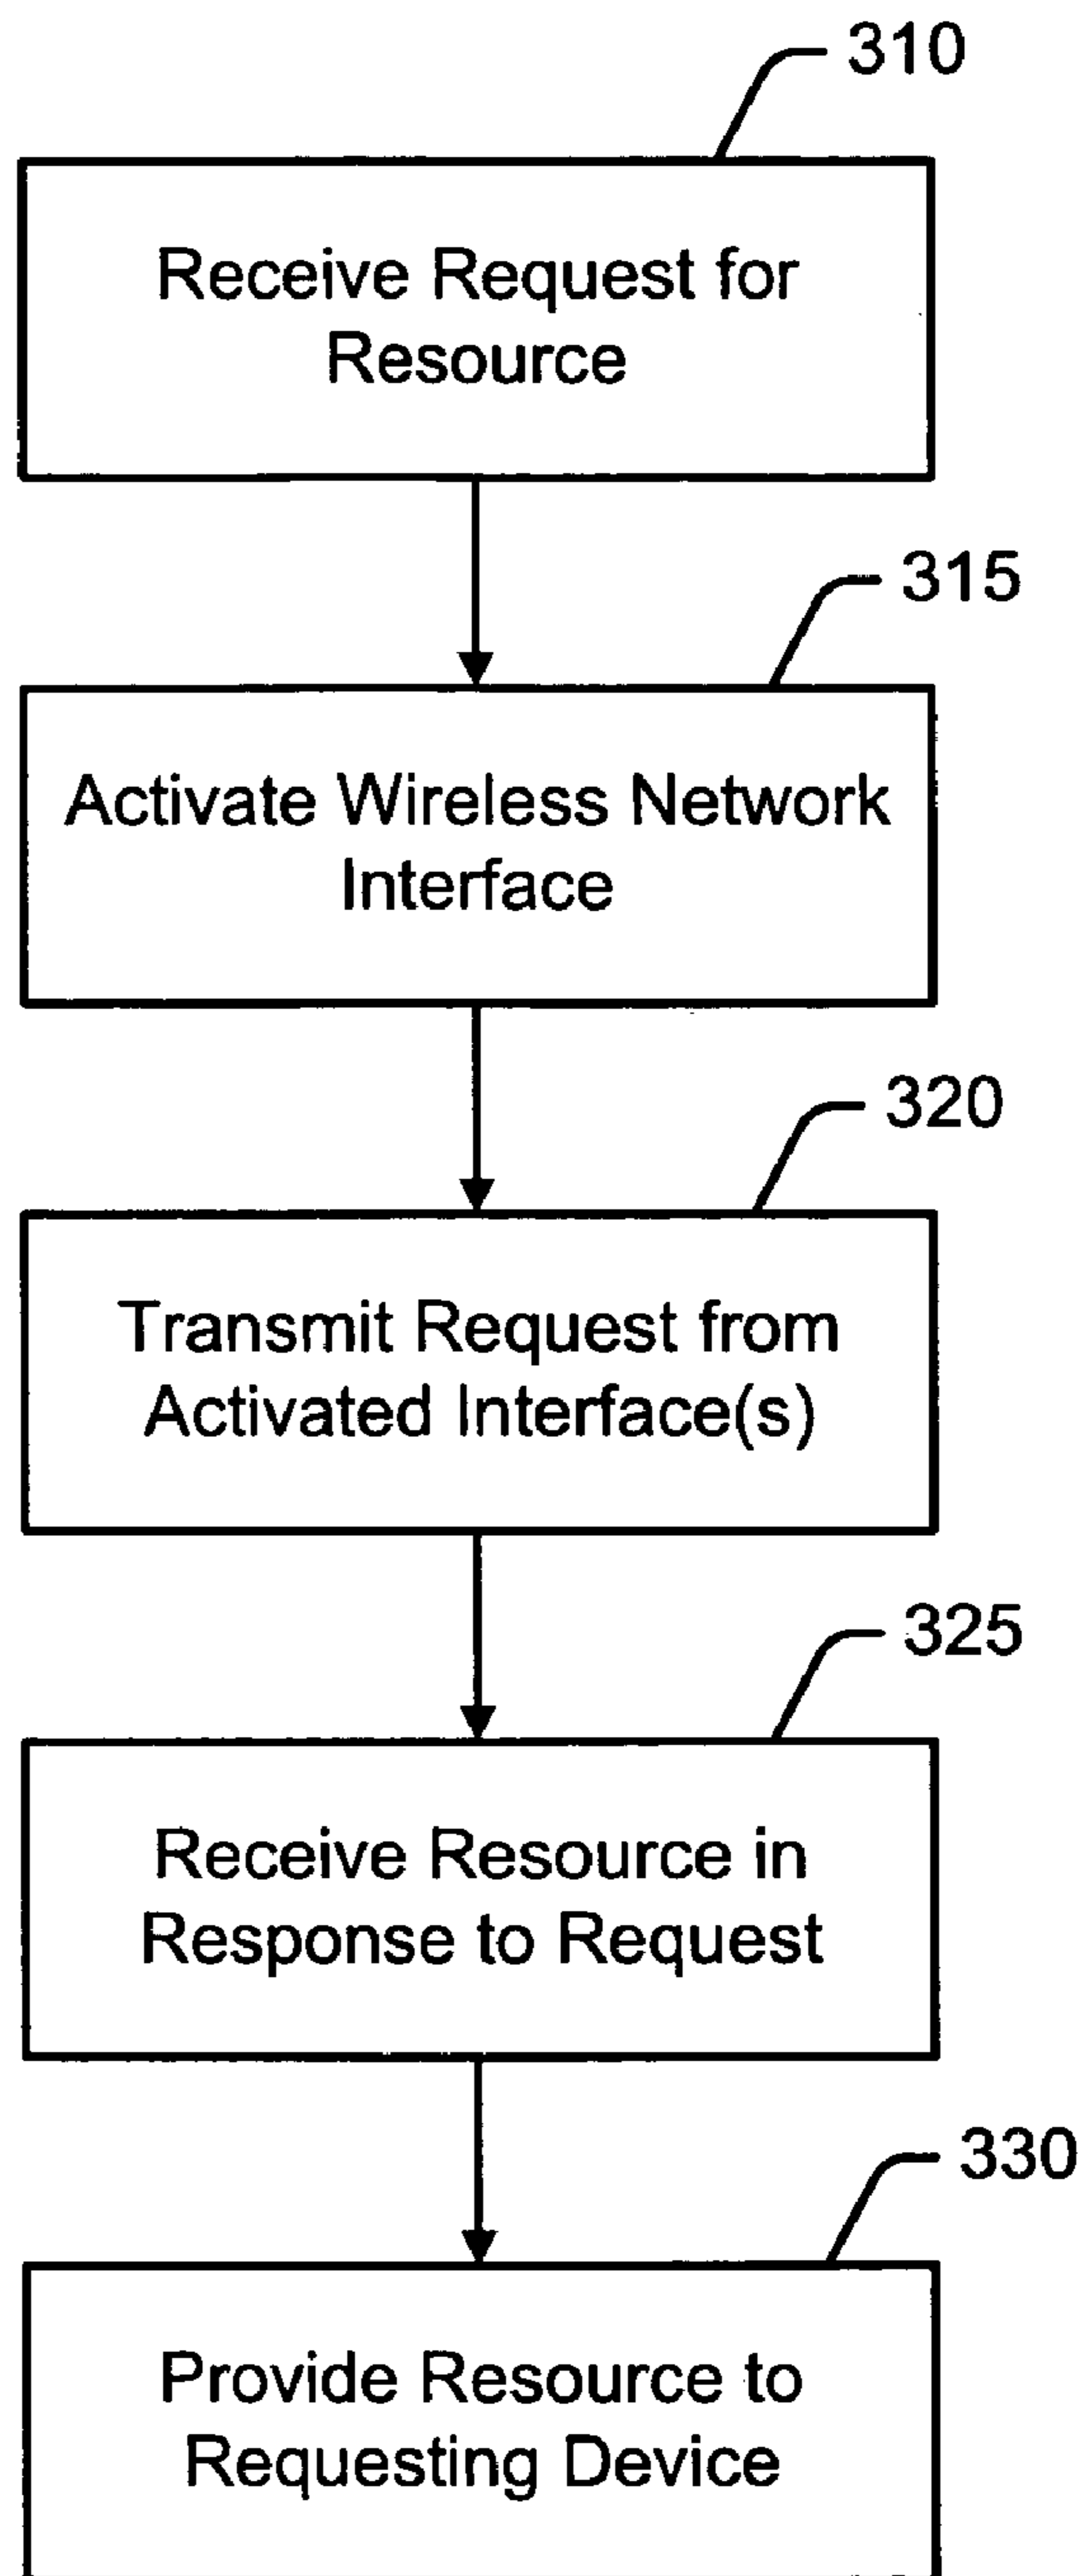 310
Receive Request for
Resource
315
Activate Wireless Network
Interface
320
Transmit Request from
Activated Interface(s)
325
Receive Resource in
Response to Request
330
Provide Resource to
Requesting Device